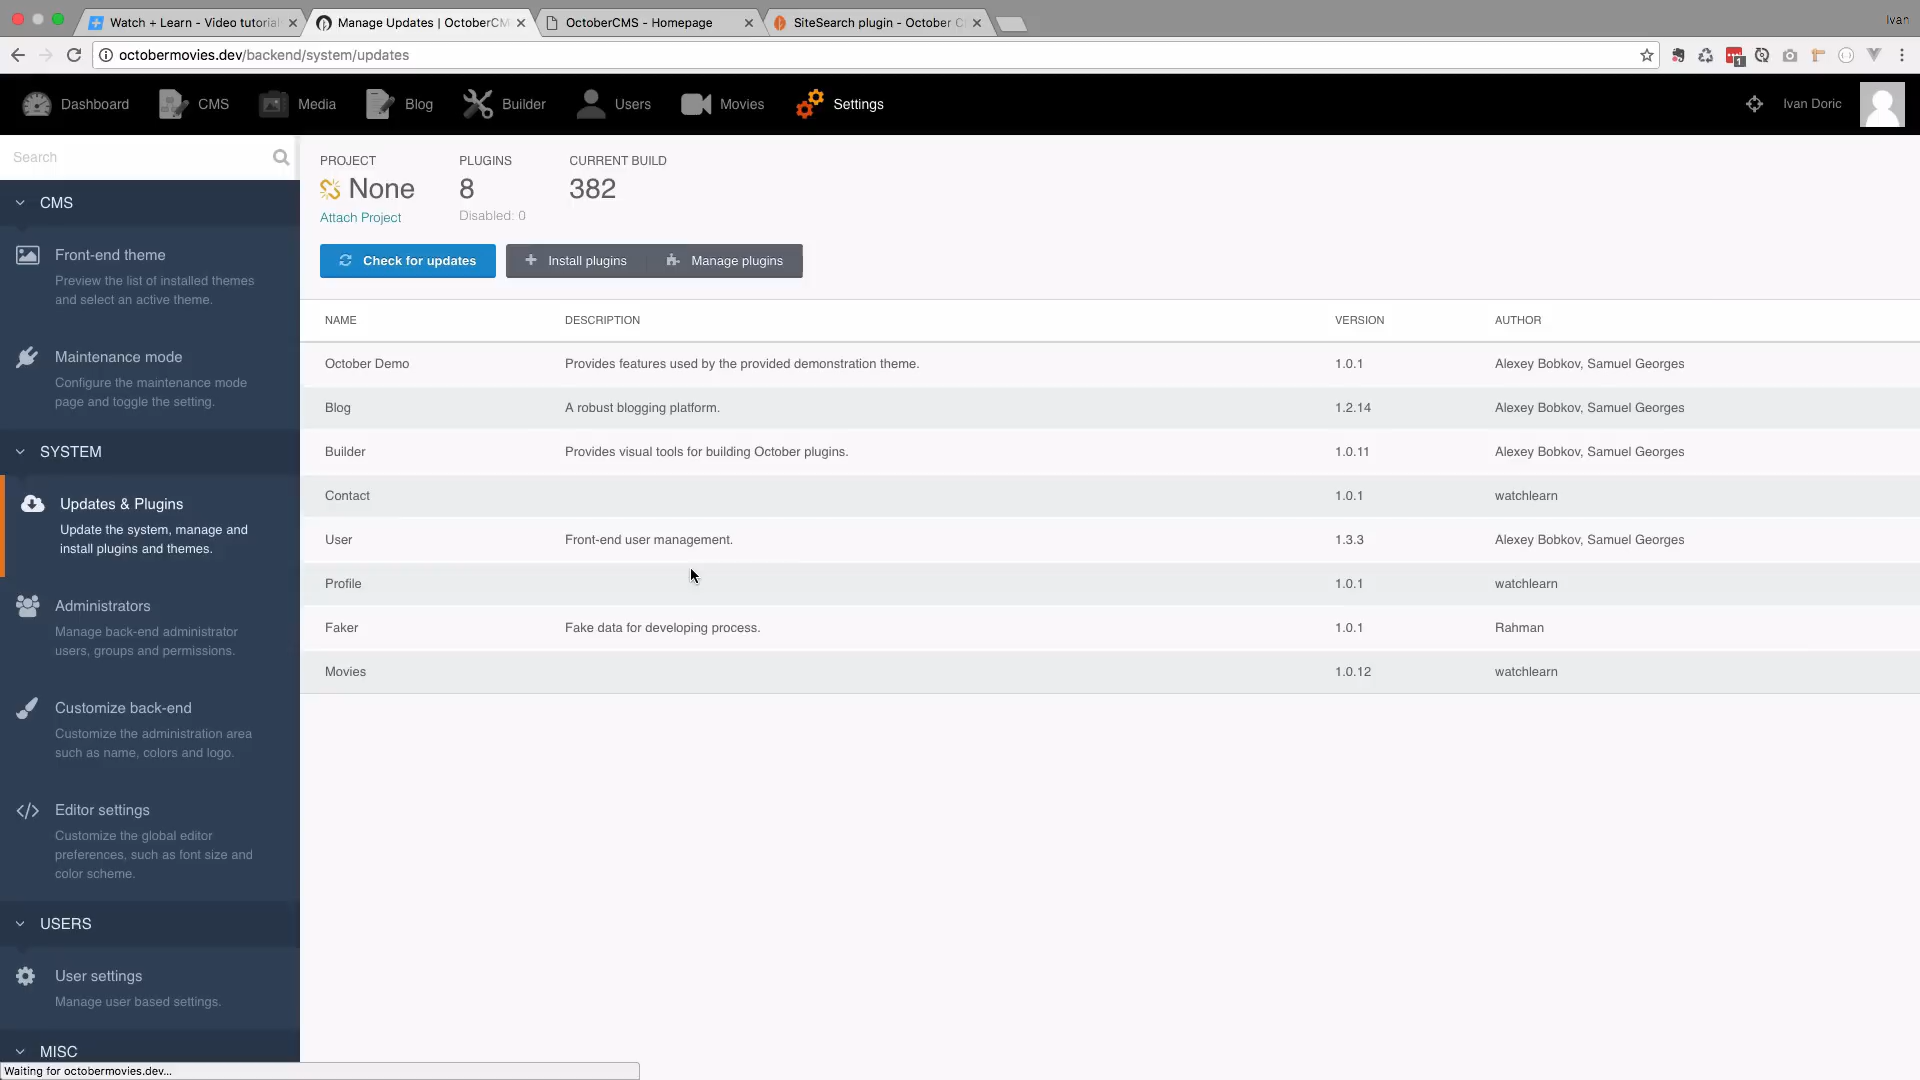 Watch + Learn - Video tutorial
Manage Updates | OctoberCM
OctoberCMS - Homepage
SiteSearch plugin - October C
Ivan
octobermovies.dev/backend/system/updates
1
Dashboard
CMS
Media
Blog
Builder
Users
Movies
Settings
Ivan Doric
Search
CMS
Front-end theme
Preview the list of installed themes
and select an active theme.
Maintenance mode
Configure the maintenance mode
page and toggle the setting.
SYSTEM
Updates & Plugins
Update the system, manage and
install plugins and themes.
Administrators
Manage back-end administrator
users, groups and permissions.
Customize back-end
Customize the administration area
such as name, colors and logo.
Editor settings
Customize the global editor
preferences, such as font size and
color scheme.
USERS
User settings
Manage user based settings.
MISC
Waiting for octobermovies.dev...
PROJECT PLUGINS CURRENT BUILD
None 8 382
Attach Project Disabled: 0
Check for updates Install plugins Manage plugins
NAME DESCRIPTION VERSION AUTHOR
October Demo Provides features used by the provided demonstration theme. 1.0.1 Alexey Bobkov, Samuel Georges
Blog A robust blogging platform. 1.2.14 Alexey Bobkov, Samuel Georges
Builder Provides visual tools for building October plugins. 1.0.11 Alexey Bobkov, Samuel Georges
Contact 1.0.1 watchlearn
User Front-end user management. 1.3.3 Alexey Bobkov, Samuel Georges
Profile 1.0.1 watchlearn
Faker Fake data for developing process. 1.0.1 Rahman
Movies 1.0.12 watchlearn